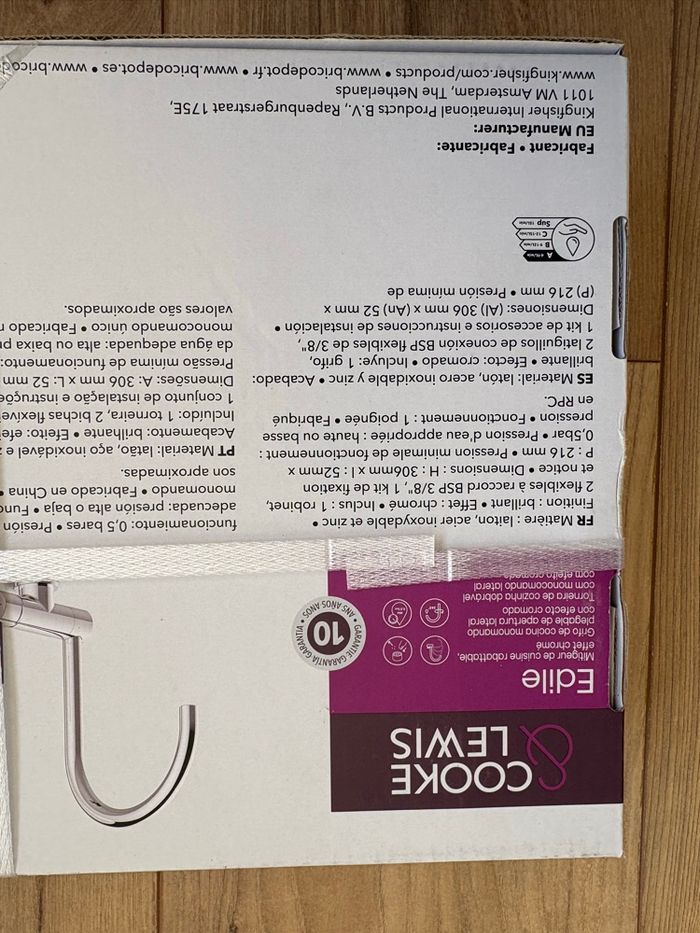 COOKE
& LEWIS
Edile
Mitigeur de cuisine rabattable,
effet chromé
Grifo de cocina monomando
plegable de apertura lateral
con efecto cromado
Torneira de cozinha dobrável
com monocomando lateral
com efeito cromado
10
ANS AÑOS ANOS
GARANTIE GARANTÍA GARANTIA
FR Matière : laiton, acier inoxydable et zinc •
Finition : brillant • Effet : chromé • Inclus : 1 robinet,
2 flexibles à raccord BSP 3/8", 1 kit de fixation
et notice • Dimensions : H : 306mm x l : 52mm x
P : 216 mm • Pression minimale de fonctionnement :
0,5bar • Pression d'eau appropriée : haute ou basse
pression • Fonctionnement : 1 poignée • Fabriqué
en RPC.
ES Material: latón, acero inoxidable y zinc • Acabado:
brillante • Efecto: cromado • Incluye: 1 grifo,
2 latiguillos de conexión BSP flexibles de 3/8",
1 kit de accesorios e instrucciones de instalación •
Dimensiones: (Al) 306 mm x (An) 52 mm x
(P) 216 mm • Presión mínima de
funcionamiento: 0,5 bares • Presión
adecuada: presión alta o baja •
monomando • Fabricado en China •
son aproximadas.
PT Material: latão, aço inoxidável e
Acabamento: brilhante • Efeito:
Incluído: 1 torneira, 2 bichas
1 conjunto de instalação e
Dimensões: A: 306 mm x L: 52 mm
Pressão mínima de funcionamento:
da água adequada: alta ou baixa
monocomando único • Fabricado
valores são aproximados.
A
B 9-12L/min
C 12-15L/min
Sup 15L/min
Fabricant • Fabricante:
EU Manufacturer:
Kingfisher International Products B.V., Rapenburgerstraat 175E,
1011 VM Amsterdam, The Netherlands
www.kingfisher.com/products • www.bricodepot.fr • www.bricodepot.es •